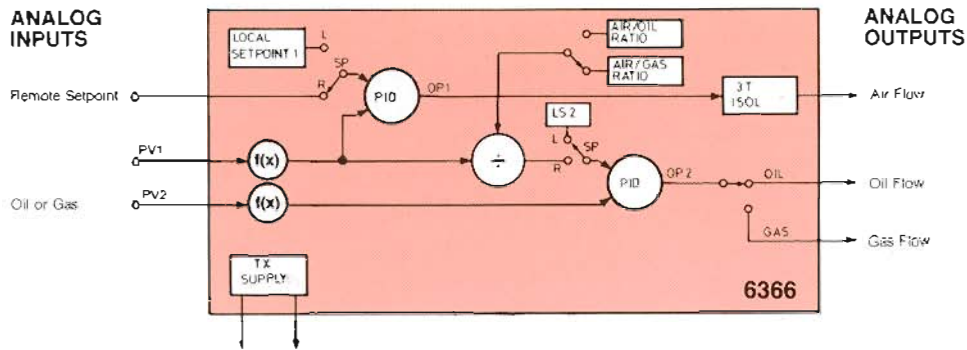 ANALOG
INPUTS
ANALOG
OUTPUTS
LOCAL
SETPOINT 1
L
SP
R
Remote Setpoint
PID
OP1
AIR/OIL
RATIO
AIR/GAS
RATIO
3T
ISOL
Air Flow
LS 2
L
SP
R
PV1
f(x)
÷
PID
OP2
OIL
Oil Flow
PV2
f(x)
Oil or Gas
GAS
Gas Flow
TX
SUPPLY
6366